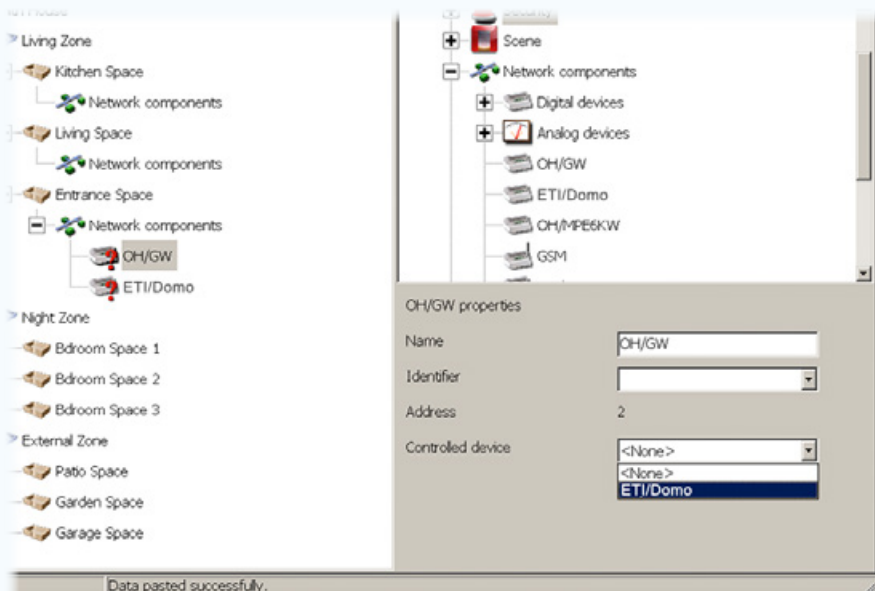 Living Zone
Kitchen Space
Network components
Living Space
Network components
Entrance Space
Network components
OH/GW
ETI/Domo
Night Zone
Bdroom Space 1
Bdroom Space 2
Bdroom Space 3
External Zone
Patio Space
Garden Space
Garage Space
Security
Scene
Network components
Digital devices
Analog devices
OH/GW
ETI/Domo
OH/MPE6KW
GSM
OH/GW properties
Name OH/GW
Identifier
Address 2
Controlled device <None>
<None>
ETI/Domo
Data pasted successfully.